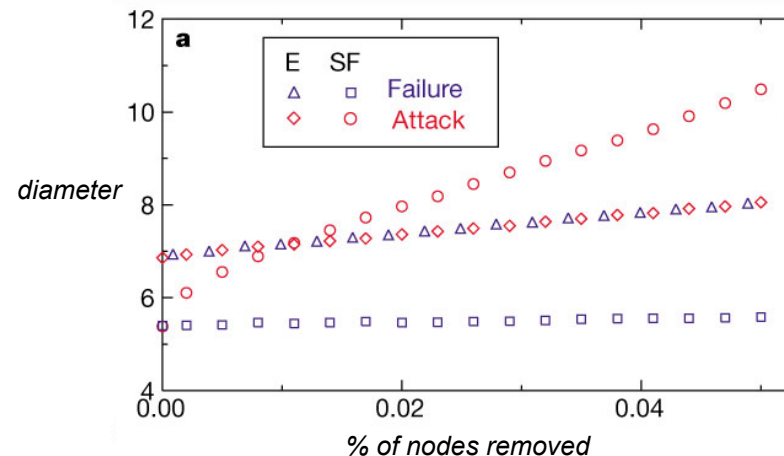 12
a
E SF
Failure
Attack
10
diameter
8
6
4
0.00 0.02 0.04
% of nodes removed